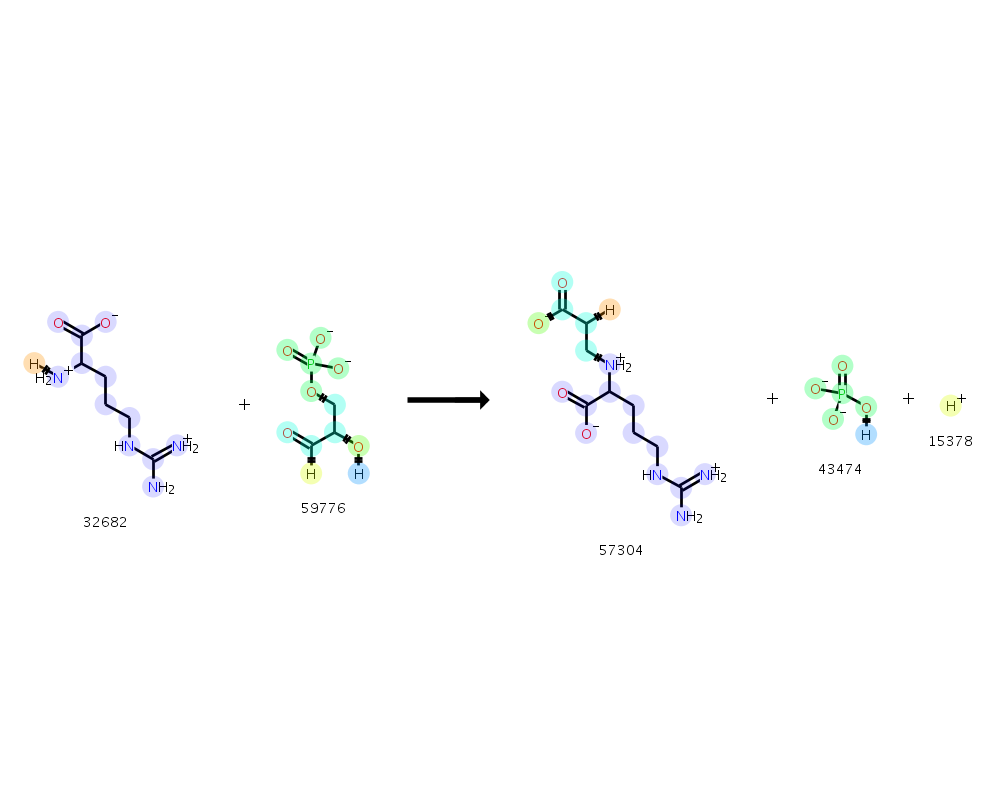 O O⁻
H H₂N⁺
HN NH₂⁺
NH₂
32682
+
O O⁻
O P O⁻
O
O O
H H
59776
O
O⁻ H
NH₂⁺
O
O⁻
HN NH₂⁺
NH₂
57304
+
O
O⁻ P O
O⁻ H
43474
+
H⁺
15378